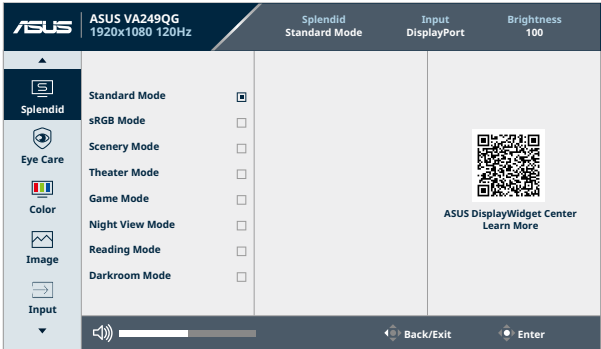 ASUS
ASUS VA249QG
1920x1080 120Hz
Splendid
Standard Mode
Input
DisplayPort
Brightness
100
Splendid
Eye Care
Color
Image
Input
Standard Mode
sRGB Mode
Scenery Mode
Theater Mode
Game Mode
Night View Mode
Reading Mode
Darkroom Mode
ASUS DisplayWidget Center
Learn More
Back/Exit
Enter